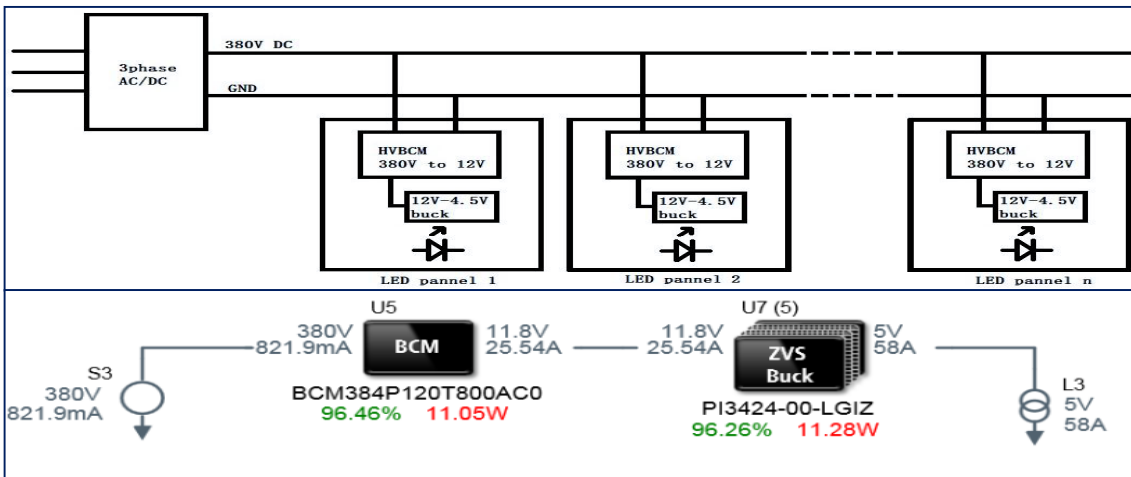 3phase
AC/DC
380V DC
GND
HVBCM
380V to 12V
12V-4.5V
buck
LED pannel 1
HVBCM
380V to 12V
12V-4.5V
buck
LED pannel 2
HVBCM
380V to 12V
12V-4.5V
buck
LED pannel n
S3
380V
821.9mA
U5
380V
821.9mA
BCM
11.8V
25.54A
BCM384P120T800AC0
96.46% 11.05W
U7 (5)
11.8V
25.54A
ZVS
Buck
5V
58A
PI3424-00-LGIZ
96.26% 11.28W
L3
5V
58A